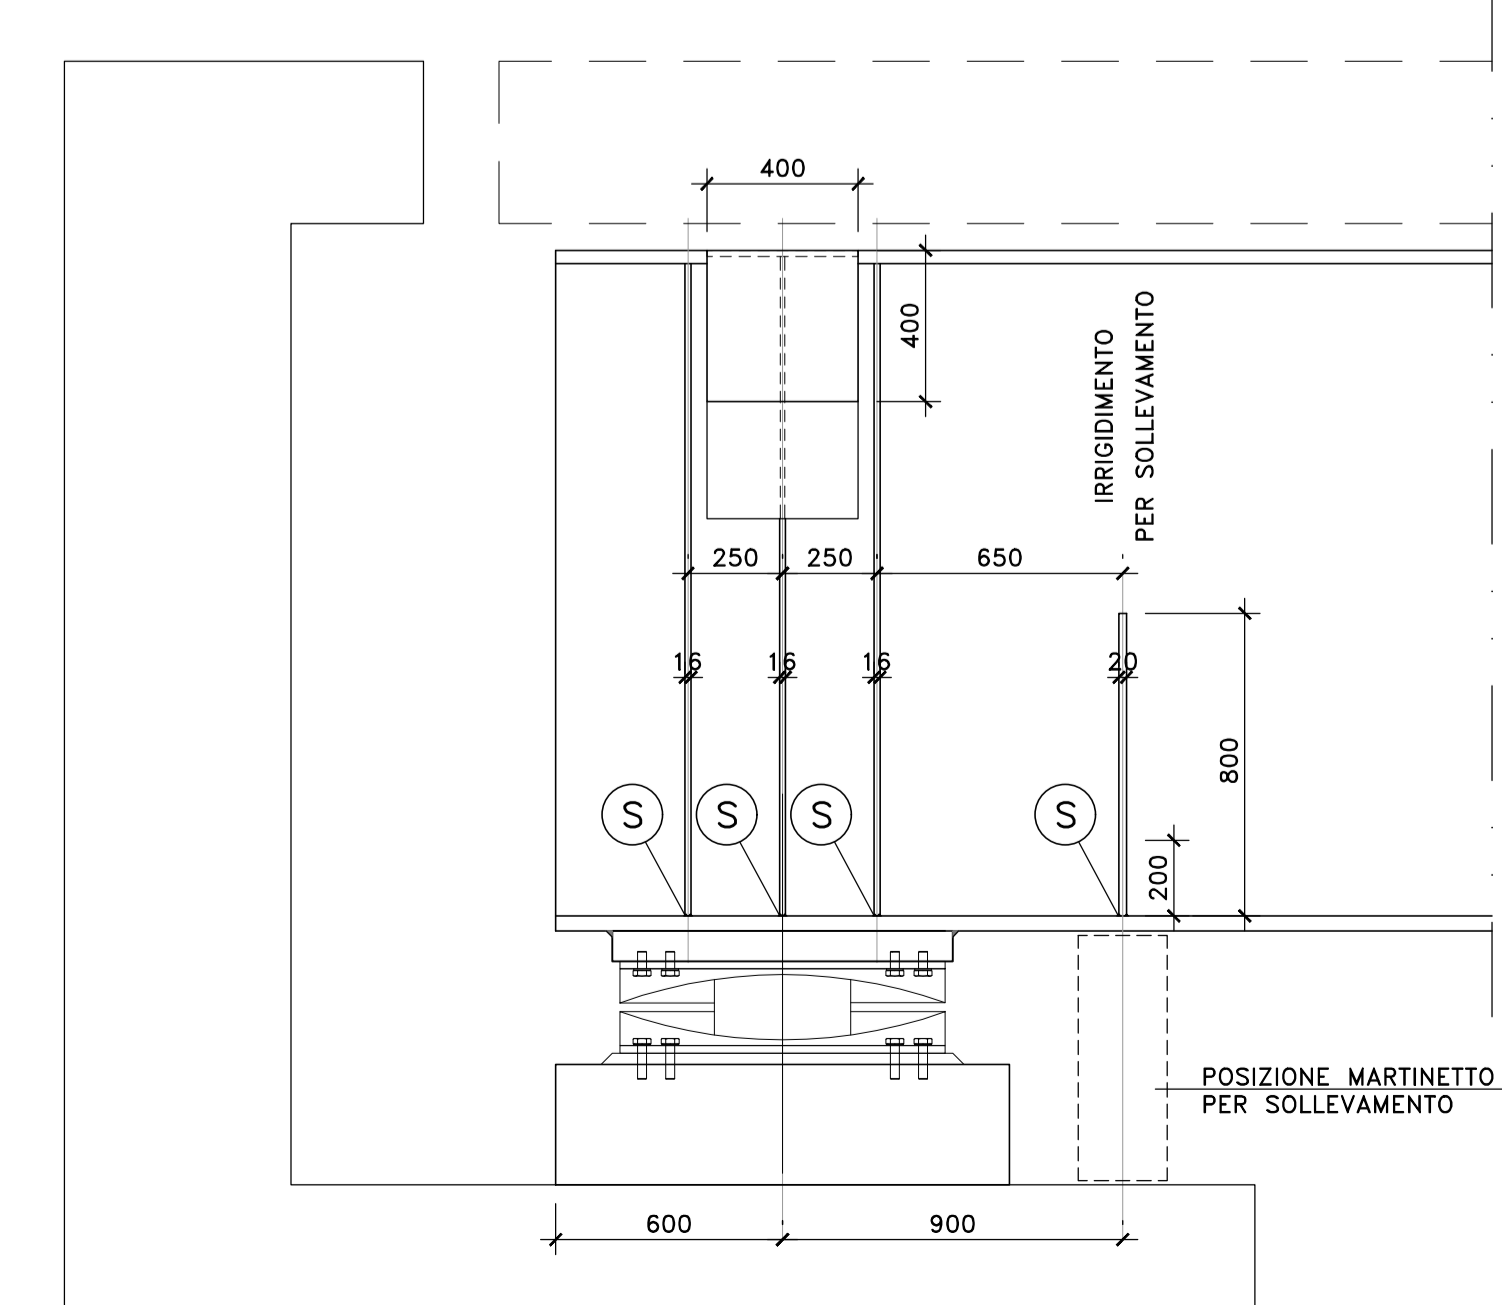 400
400
IRRIGIDIMENTO
PER SOLLEVAMENTO
250 250 650
16 16 16 20
800
S S S S
200
POSIZIONE MARTINETTO
PER SOLLEVAMENTO
600 900